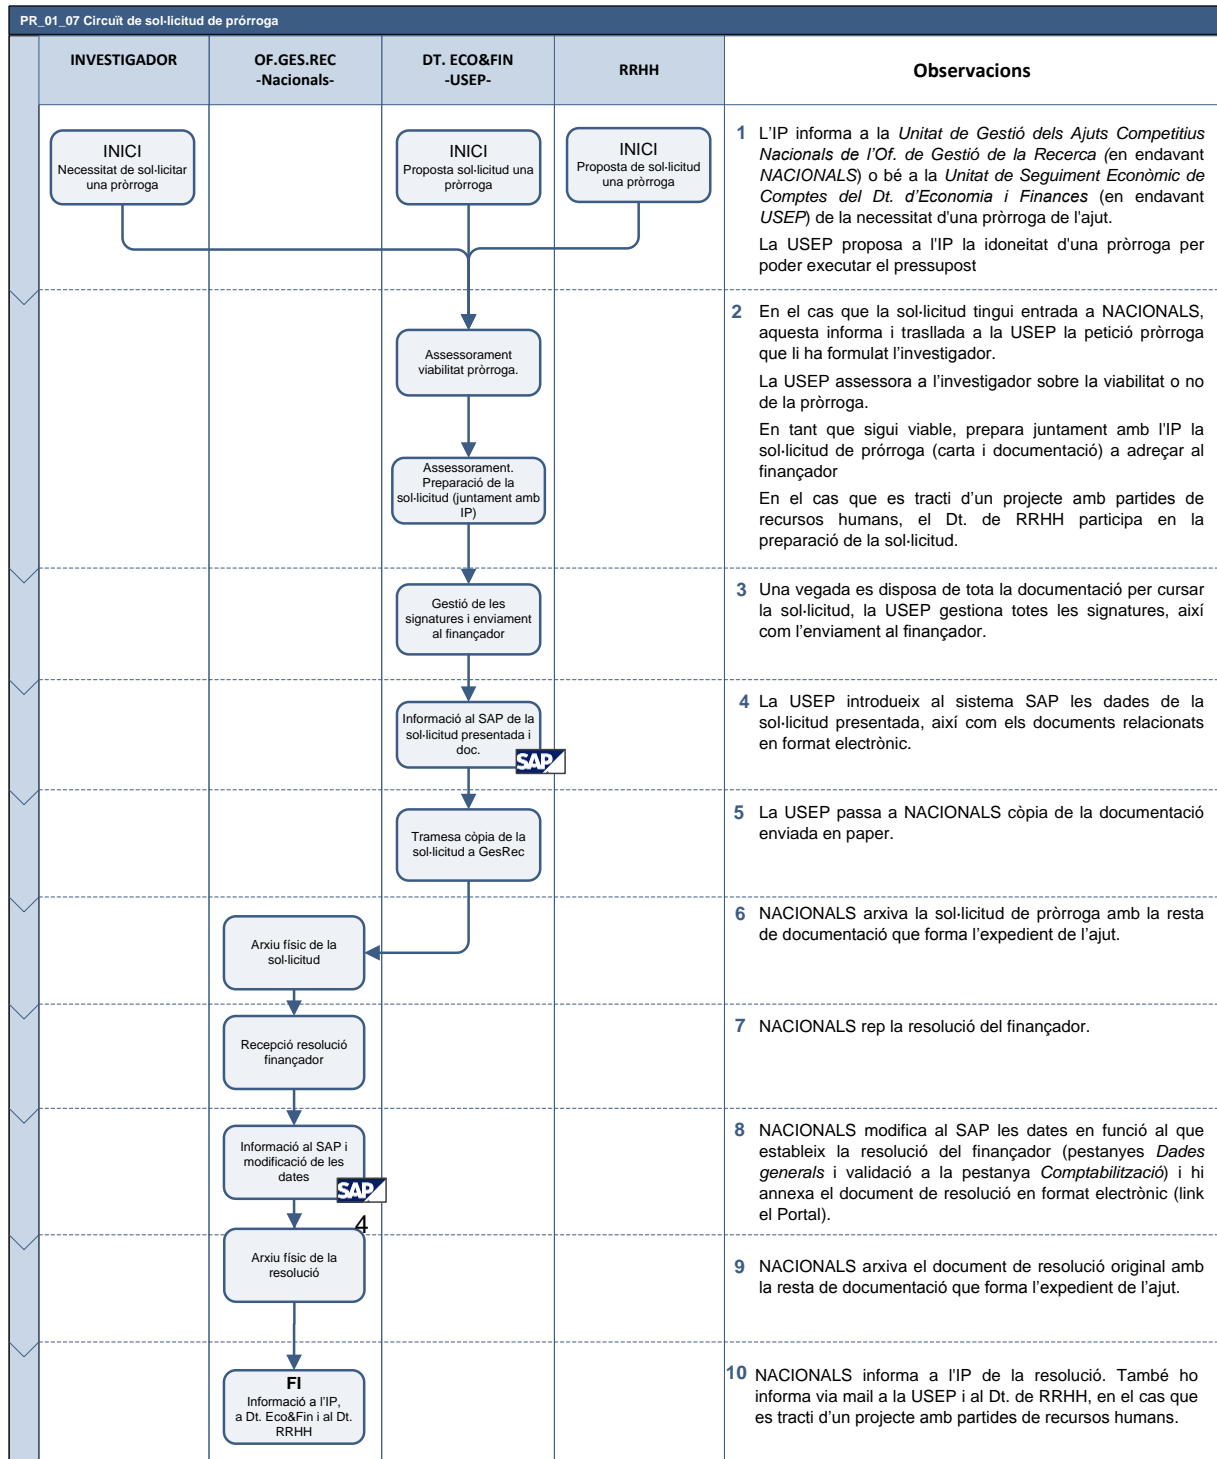 PR_01_07 Circuït de sol·licitud de prórroga
INVESTIGADOR
OF.GES.REC
-Nacionals-
DT. ECO&FIN
-USEP-
RRHH
Observacions
INICI
Necessitat de sol·licitar
una pròrroga
INICI
Proposta sol·licitud una
pròrroga
INICI
Proposta de sol·licitud
una pròrroga
1 L'IP informa a la Unitat de Gestió dels Ajuts Competitius
Nacionals de l'Of. de Gestió de la Recerca (en endavant
NACIONALS) o bé a la Unitat de Seguiment Econòmic de
Comptes del Dt. d'Economia i Finances (en endavant
USEP) de la necessitat d'una pròrroga de l'ajut.
La USEP proposa a l'IP la idoneitat d'una pròrroga per
poder executar el pressupost
Assessorament
viabilitat pròrroga.
Assessorament.
Preparació de la
sol·licitud (juntament amb
IP)
2 En el cas que la sol·licitud tingui entrada a NACIONALS,
aquesta informa i trasllada a la USEP la petició pròrroga
que li ha formulat l'investigador.
La USEP assessora a l'investigador sobre la viabilitat o no
de la pròrroga.
En tant que sigui viable, prepara juntament amb l'IP la
sol·licitud de prórroga (carta i documentació) a adreçar al
finançador
En el cas que es tracti d'un projecte amb partides de
recursos humans, el Dt. de RRHH participa en la
preparació de la sol·licitud.
Gestió de les
signatures i enviament
al finançador
3 Una vegada es disposa de tota la documentació per cursar
la sol·licitud, la USEP gestiona totes les signatures, així
com l'enviament al finançador.
Informació al SAP de la
sol·licitud presentada i
doc.
SAP
4 La USEP introdueix al sistema SAP les dades de la
sol·licitud presentada, així com els documents relacionats
en format electrònic.
Tramesa còpia de la
sol·licitud a GesRec
5 La USEP passa a NACIONALS còpia de la documentació
enviada en paper.
Arxiu físic de la
sol·licitud
6 NACIONALS arxiva la sol·licitud de pròrroga amb la resta
de documentació que forma l'expedient de l'ajut.
Recepció resolució
finançador
7 NACIONALS rep la resolució del finançador.
Informació al SAP i
modificació de les
dates
SAP
4
8 NACIONALS modifica al SAP les dates en funció al que
estableix la resolució del finançador (pestanyes Dades
generals i validació a la pestanya Comptabilització) i hi
annexa el document de resolució en format electrònic (link
el Portal).
Arxiu físic de la
resolució
9 NACIONALS arxiva el document de resolució original amb
la resta de documentació que forma l'expedient de l'ajut.
FI
Informació a l'IP,
a Dt. Eco&Fin i al Dt.
RRHH
10 NACIONALS informa a l'IP de la resolució. També ho
informa via mail a la USEP i al Dt. de RRHH, en el cas que
es tracti d'un projecte amb partides de recursos humans.